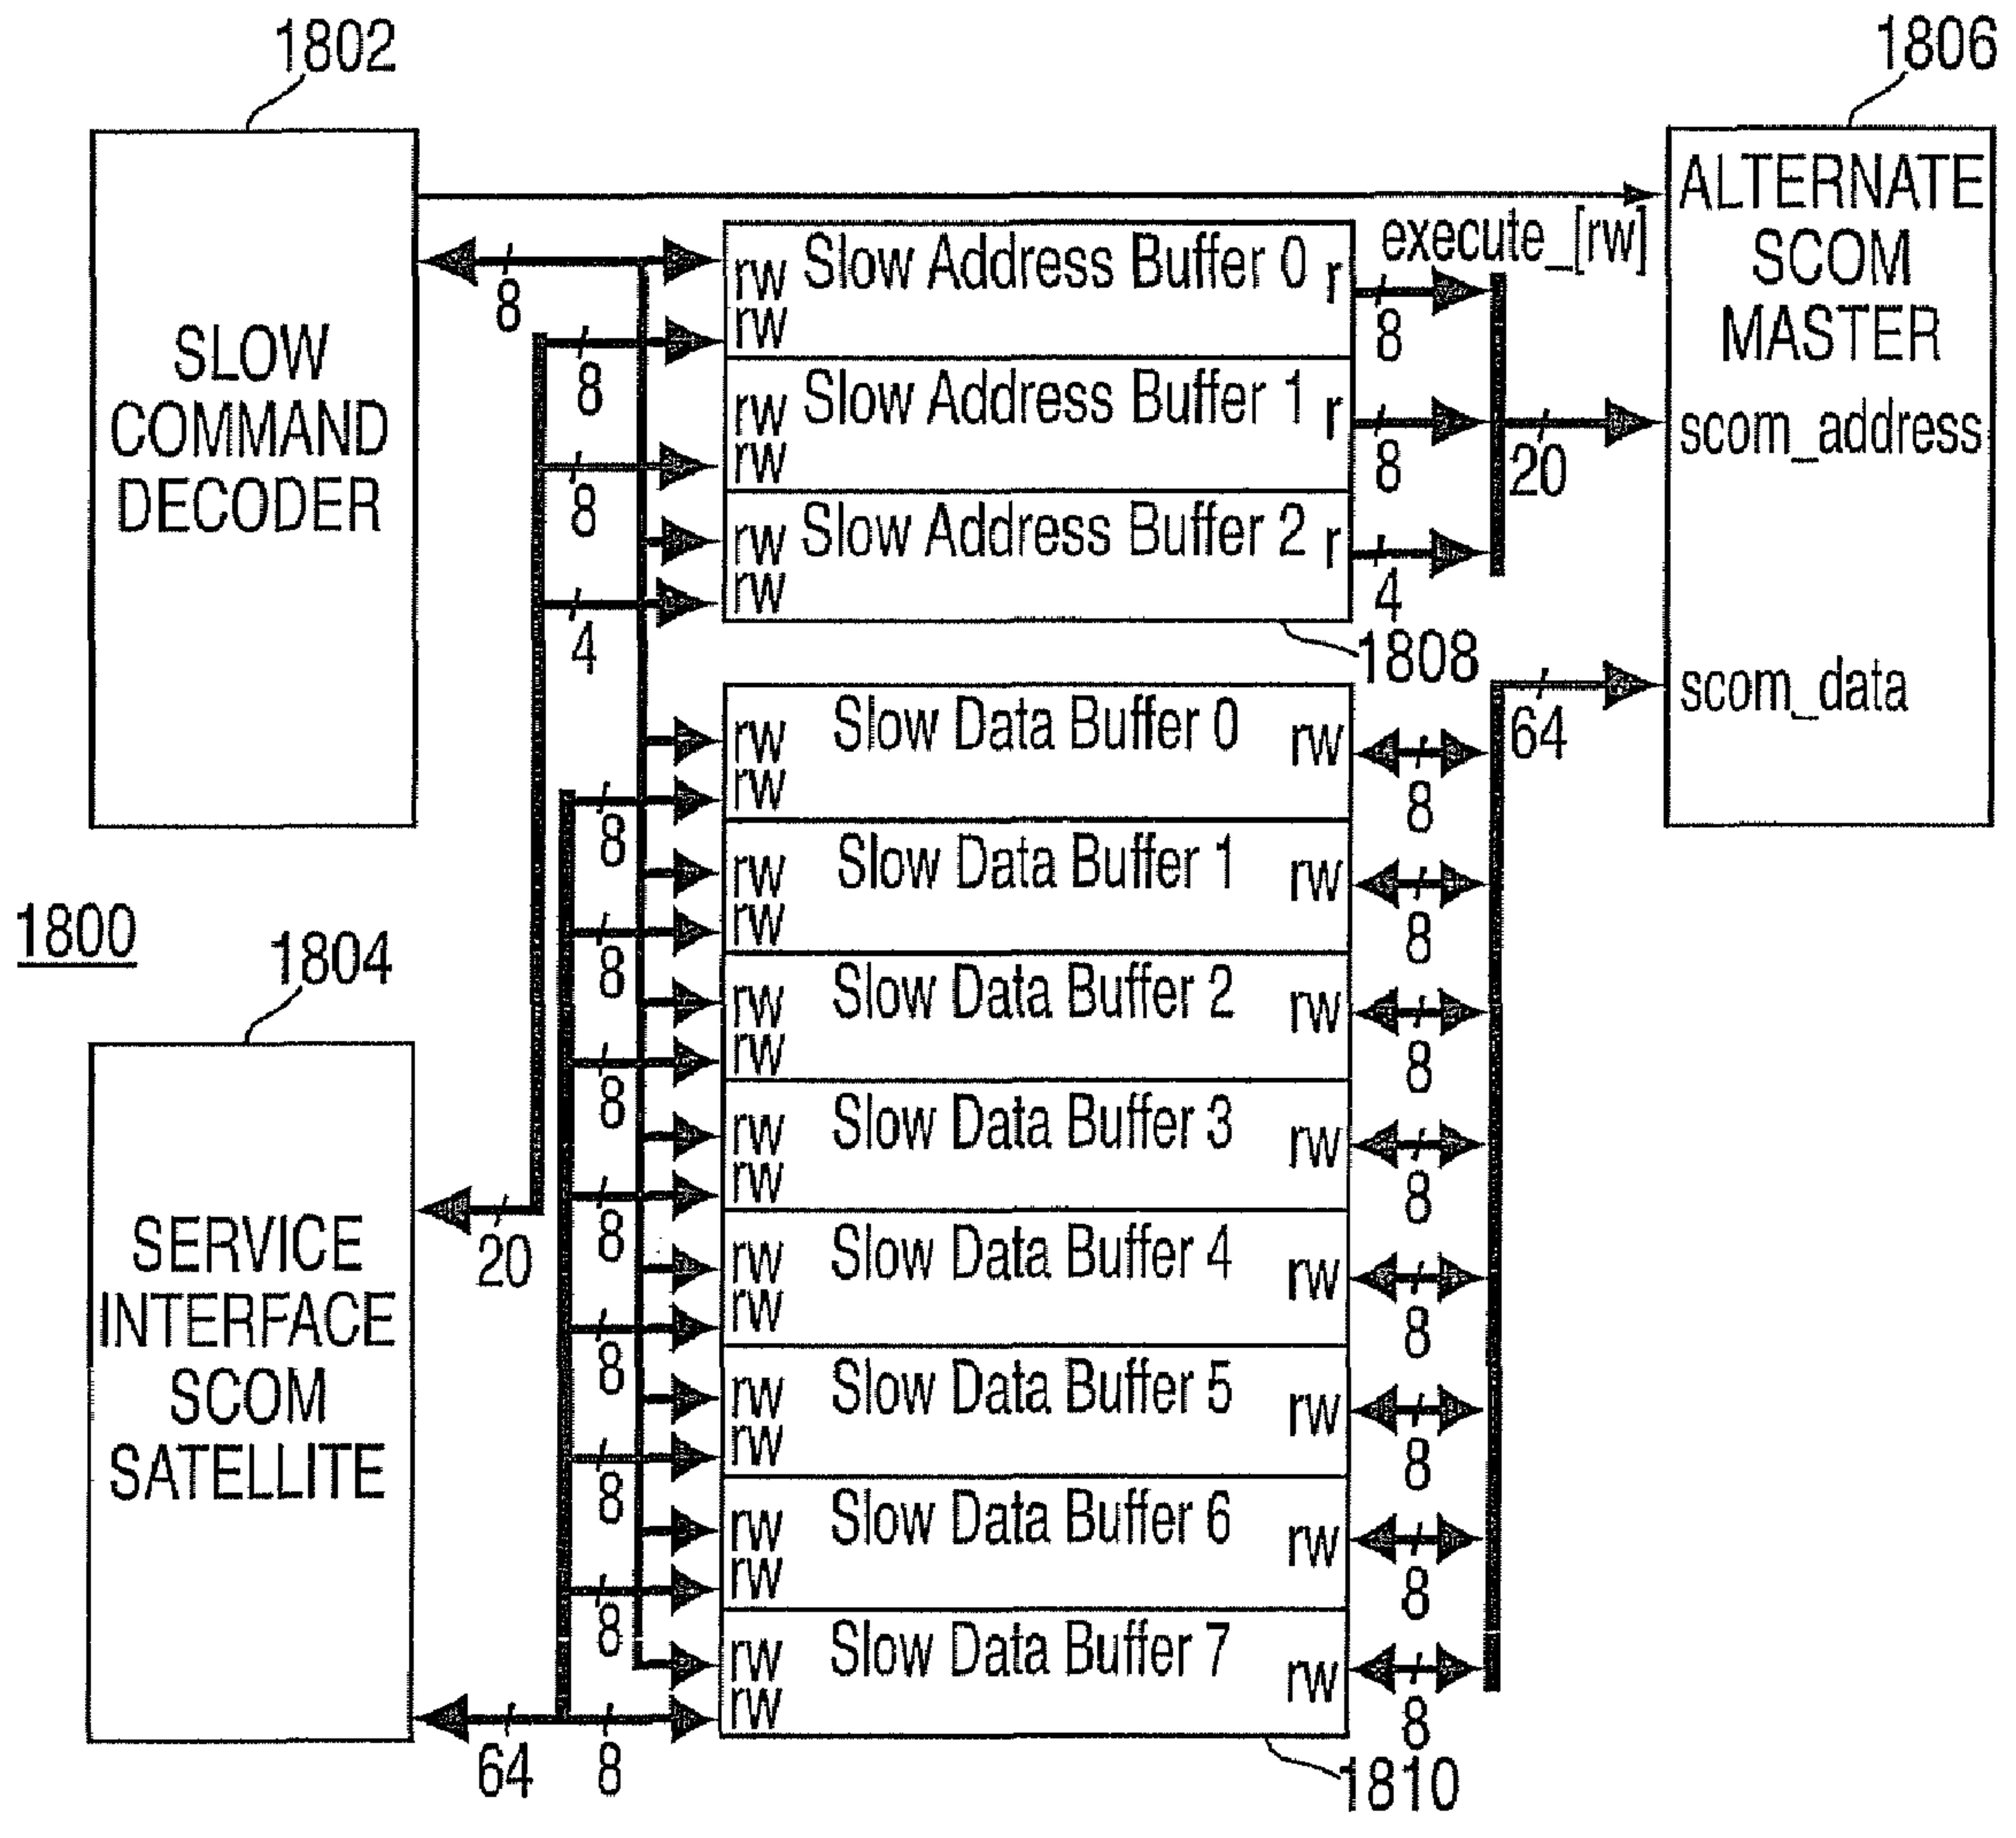 1802
1806
SLOW
COMMAND
DECODER
ALTERNATE
SCOM
MASTER
scom_address
scom_data
execute_[rw]
8
rw Slow Address Buffer 0 r
rw
8
8
rw Slow Address Buffer 1 r
rw
8
8
20
rw Slow Address Buffer 2 r
rw
4
4
1808
64
rw Slow Data Buffer 0 rw
rw
8
8
rw Slow Data Buffer 1 rw
rw
8
8
rw Slow Data Buffer 2 rw
rw
8
8
rw Slow Data Buffer 3 rw
rw
8
8
rw Slow Data Buffer 4 rw
rw
8
8
rw Slow Data Buffer 5 rw
rw
8
8
rw Slow Data Buffer 6 rw
rw
8
8
rw Slow Data Buffer 7 rw
rw
8
8
1810
1800
1804
SERVICE
INTERFACE
SCOM
SATELLITE
20
64